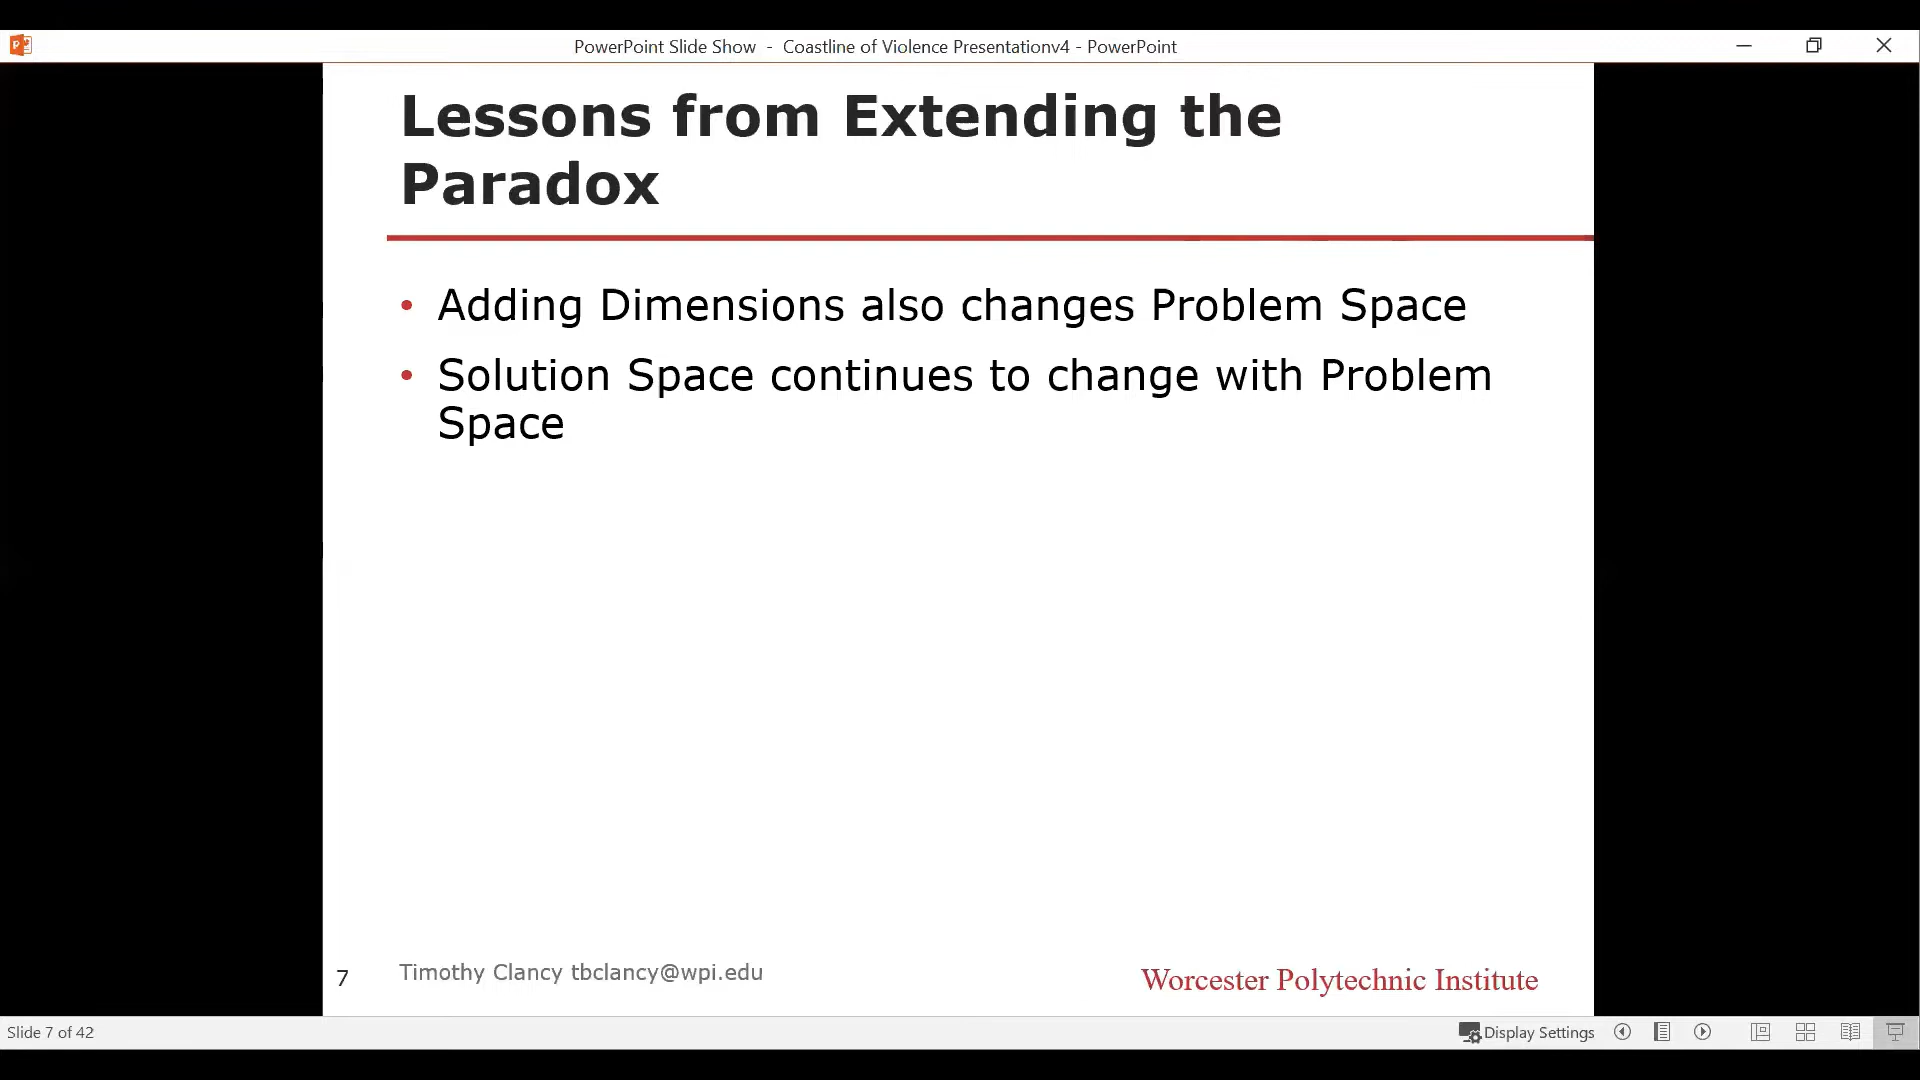 PowerPoint Slide Show - Coastline of Violence Presentationv4 - PowerPoint
Lessons from Extending the
Paradox
• Adding Dimensions also changes Problem Space
• Solution Space continues to change with Problem
Space
7
Timothy Clancy tbclancy@wpi.edu
Worcester Polytechnic Institute
Slide 7 of 42
Display Settings